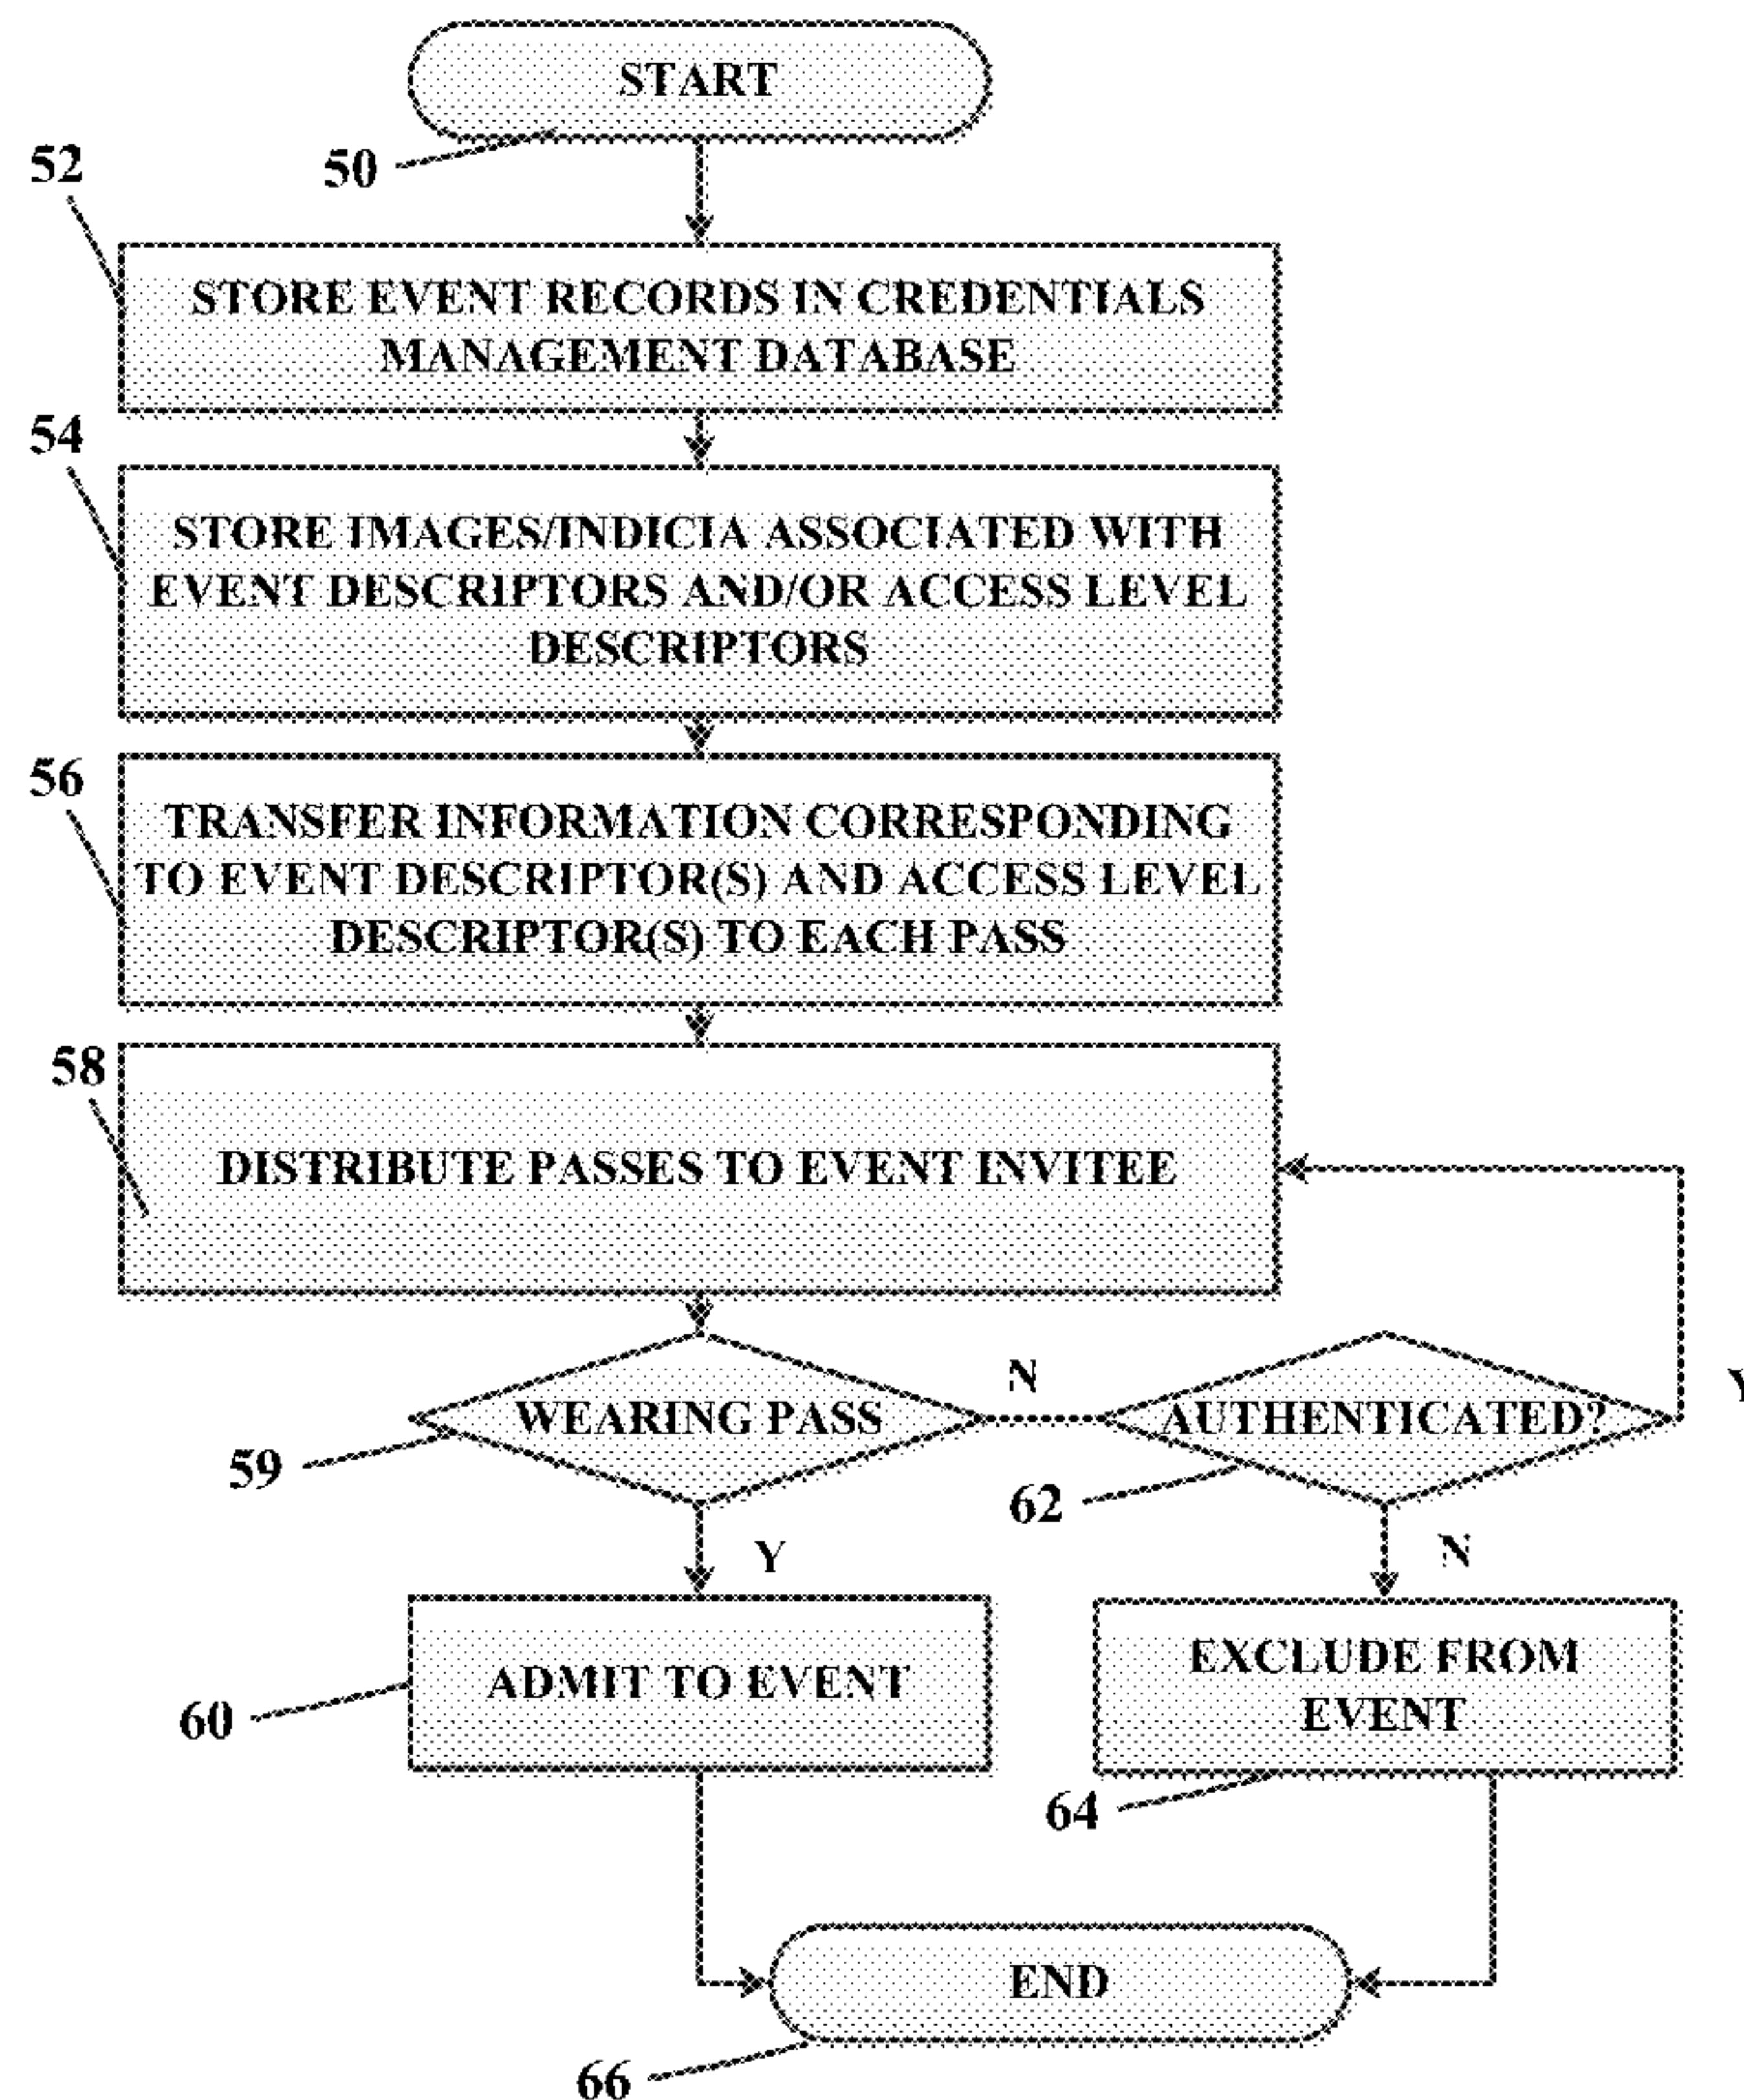 START
50
52
STORE EVENT RECORDS IN CREDENTIALS
MANAGEMENT DATABASE
54
STORE IMAGES/INDICIA ASSOCIATED WITH
EVENT DESCRIPTORS AND/OR ACCESS LEVEL
DESCRIPTORS
56
TRANSFER INFORMATION CORRESPONDING
TO EVENT DESCRIPTOR(S) AND ACCESS LEVEL
DESCRIPTOR(S) TO EACH PASS
58
DISTRIBUTE PASSES TO EVENT INVITEE
N
Y
WEARING PASS
AUTHENTICATED?
59
62
Y
N
ADMIT TO EVENT
EXCLUDE FROM
EVENT
60
64
END
66